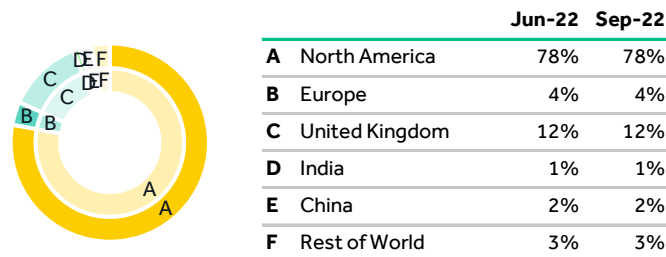 Jun-22 Sep-22
A North America 78% 78%
B Europe 4% 4%
C United Kingdom 12% 12%
D India 1% 1%
E China 2% 2%
F Rest of World 3% 3%
D E F
C
D E F
C
B
B
A
A